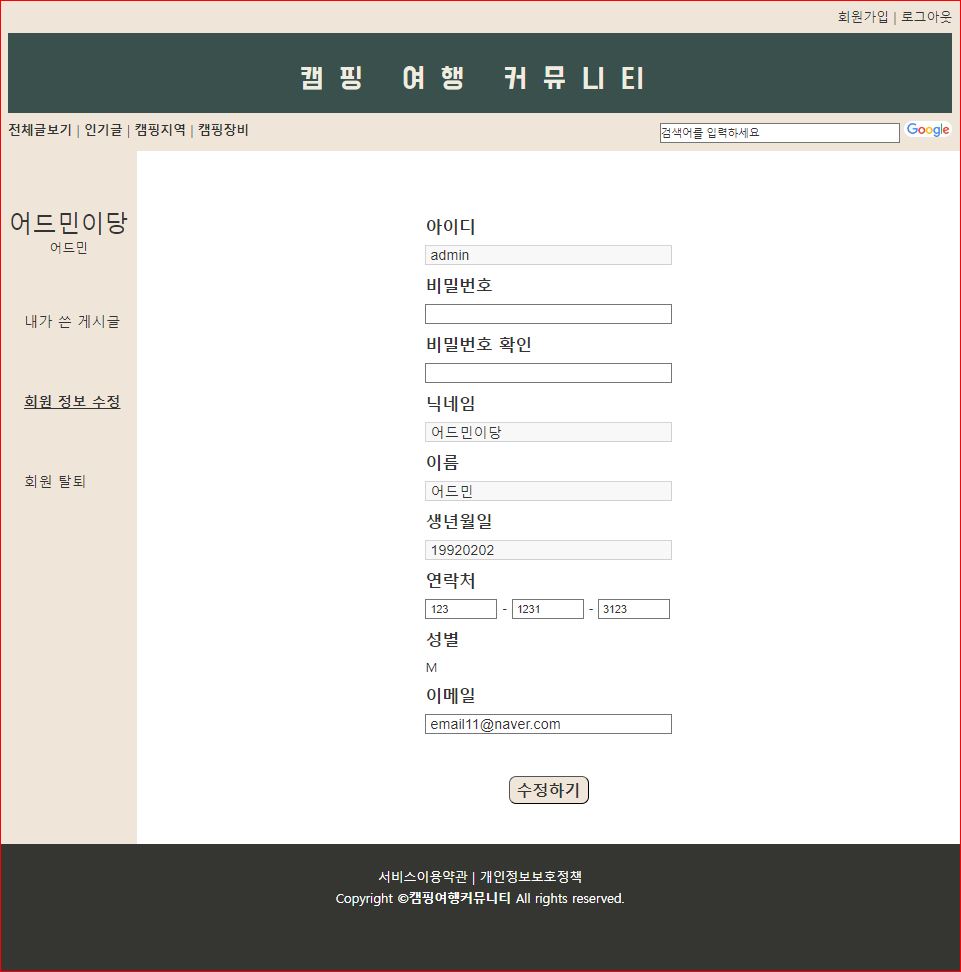 회원가입 | 로그아웃
캠핑 여행 커뮤니티
전체글보기 | 인기글 | 캠핑지역 | 캠핑장비
검색어를 입력하세요 Google
어드민이당
어드민
내가 쓴 게시글
회원 정보 수정
회원 탈퇴
아이디
admin
비밀번호
비밀번호 확인
닉네임
어드민이당
이름
어드민
생년월일
19920202
연락처
123 - 1231 - 3123
성별
M
이메일
email11@naver.com
수정하기
서비스이용약관 | 개인정보보호정책
Copyright ©캠핑여행커뮤니티 All rights reserved.